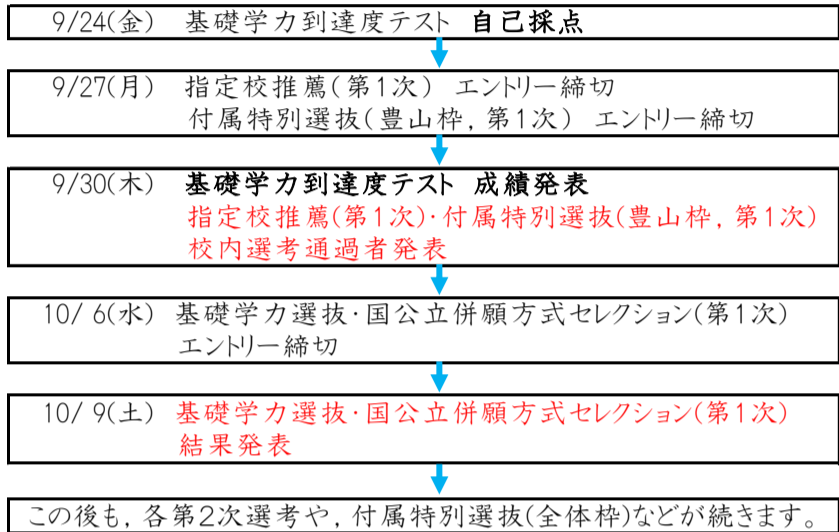 9/24(金) 基礎学力到達度テスト 自己採点
9/27(月) 指定校推薦(第1次) エントリー締切
付属特別選抜(豊山枠, 第1次) エントリー締切
9/30(木) 基礎学力到達度テスト 成績発表
指定校推薦(第1次)・付属特別選抜(豊山枠, 第1次)
校内選考通過者発表
10/ 6(水) 基礎学力選抜・国公立併願方式セレクション(第1次)
エントリー締切
10/ 9(土) 基礎学力選抜・国公立併願方式セレクション(第1次)
結果発表
この後も, 各第2次選考や, 付属特別選抜(全体枠)などが続きます。